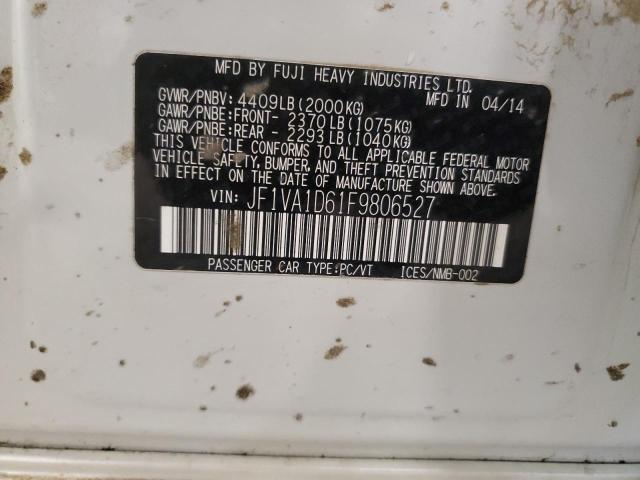 MFD BY FUJI HEAVY INDUSTRIES LTD.
GVWR/PNBV: 4409LB(2000KG) MFD IN 04/14
GAWR/PNBE:FRONT- 2370LB(1075KG)
GAWR/PNBE:REAR - 2293LB(1040KG)
THIS VEHICLE CONFORMS TO ALL APPLICABLE FEDERAL MOTOR
VEHICLE SAFETY, BUMPER, AND THEFT PREVENTION STANDARDS
IN EFFECT ON THE DATE OF MANUFACTURE SHOWN ABOVE.
VIN: JF1VA1D61F9806527
PASSENGER CAR TYPE:PC/VT ICES/NMB-002